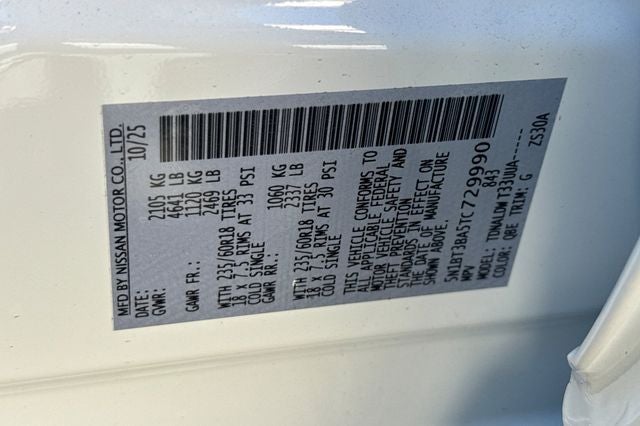 MFD BY NISSAN MOTOR CO., LTD.
DATE: 10/25
GVWR: 2105 KG
4641 LB
GAWR FR.: 1120 KG
2469 LB
WITH 235/60R18 TIRES
18 X 7.5 RIMS AT 33 PSI
COLD SINGLE
GAWR RR.: 1060 KG
2337 LB
WITH 235/60R18 TIRES
18 X 7.5 RIMS AT 30 PSI
COLD SINGLE
THIS VEHICLE CONFORMS TO
ALL APPLICABLE FEDERAL
MOTOR VEHICLE SAFETY AND
THEFT PREVENTION
STANDARDS IN EFFECT ON
THE DATE OF MANUFACTURE
SHOWN ABOVE.
5N1BT3BA5TC729990
MPV 843
MODEL: TDNALDW T33UUA-----
COLOR: QBE TRIM: G ZS30A